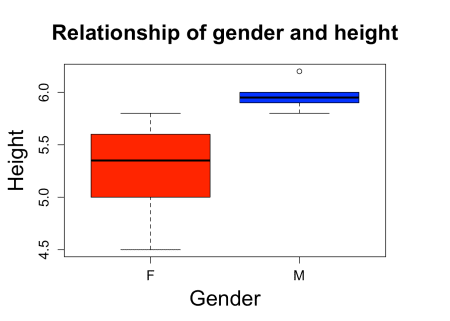 Relationship of gender and height
Height
6.0
5.5
5.0
4.5
F M
Gender